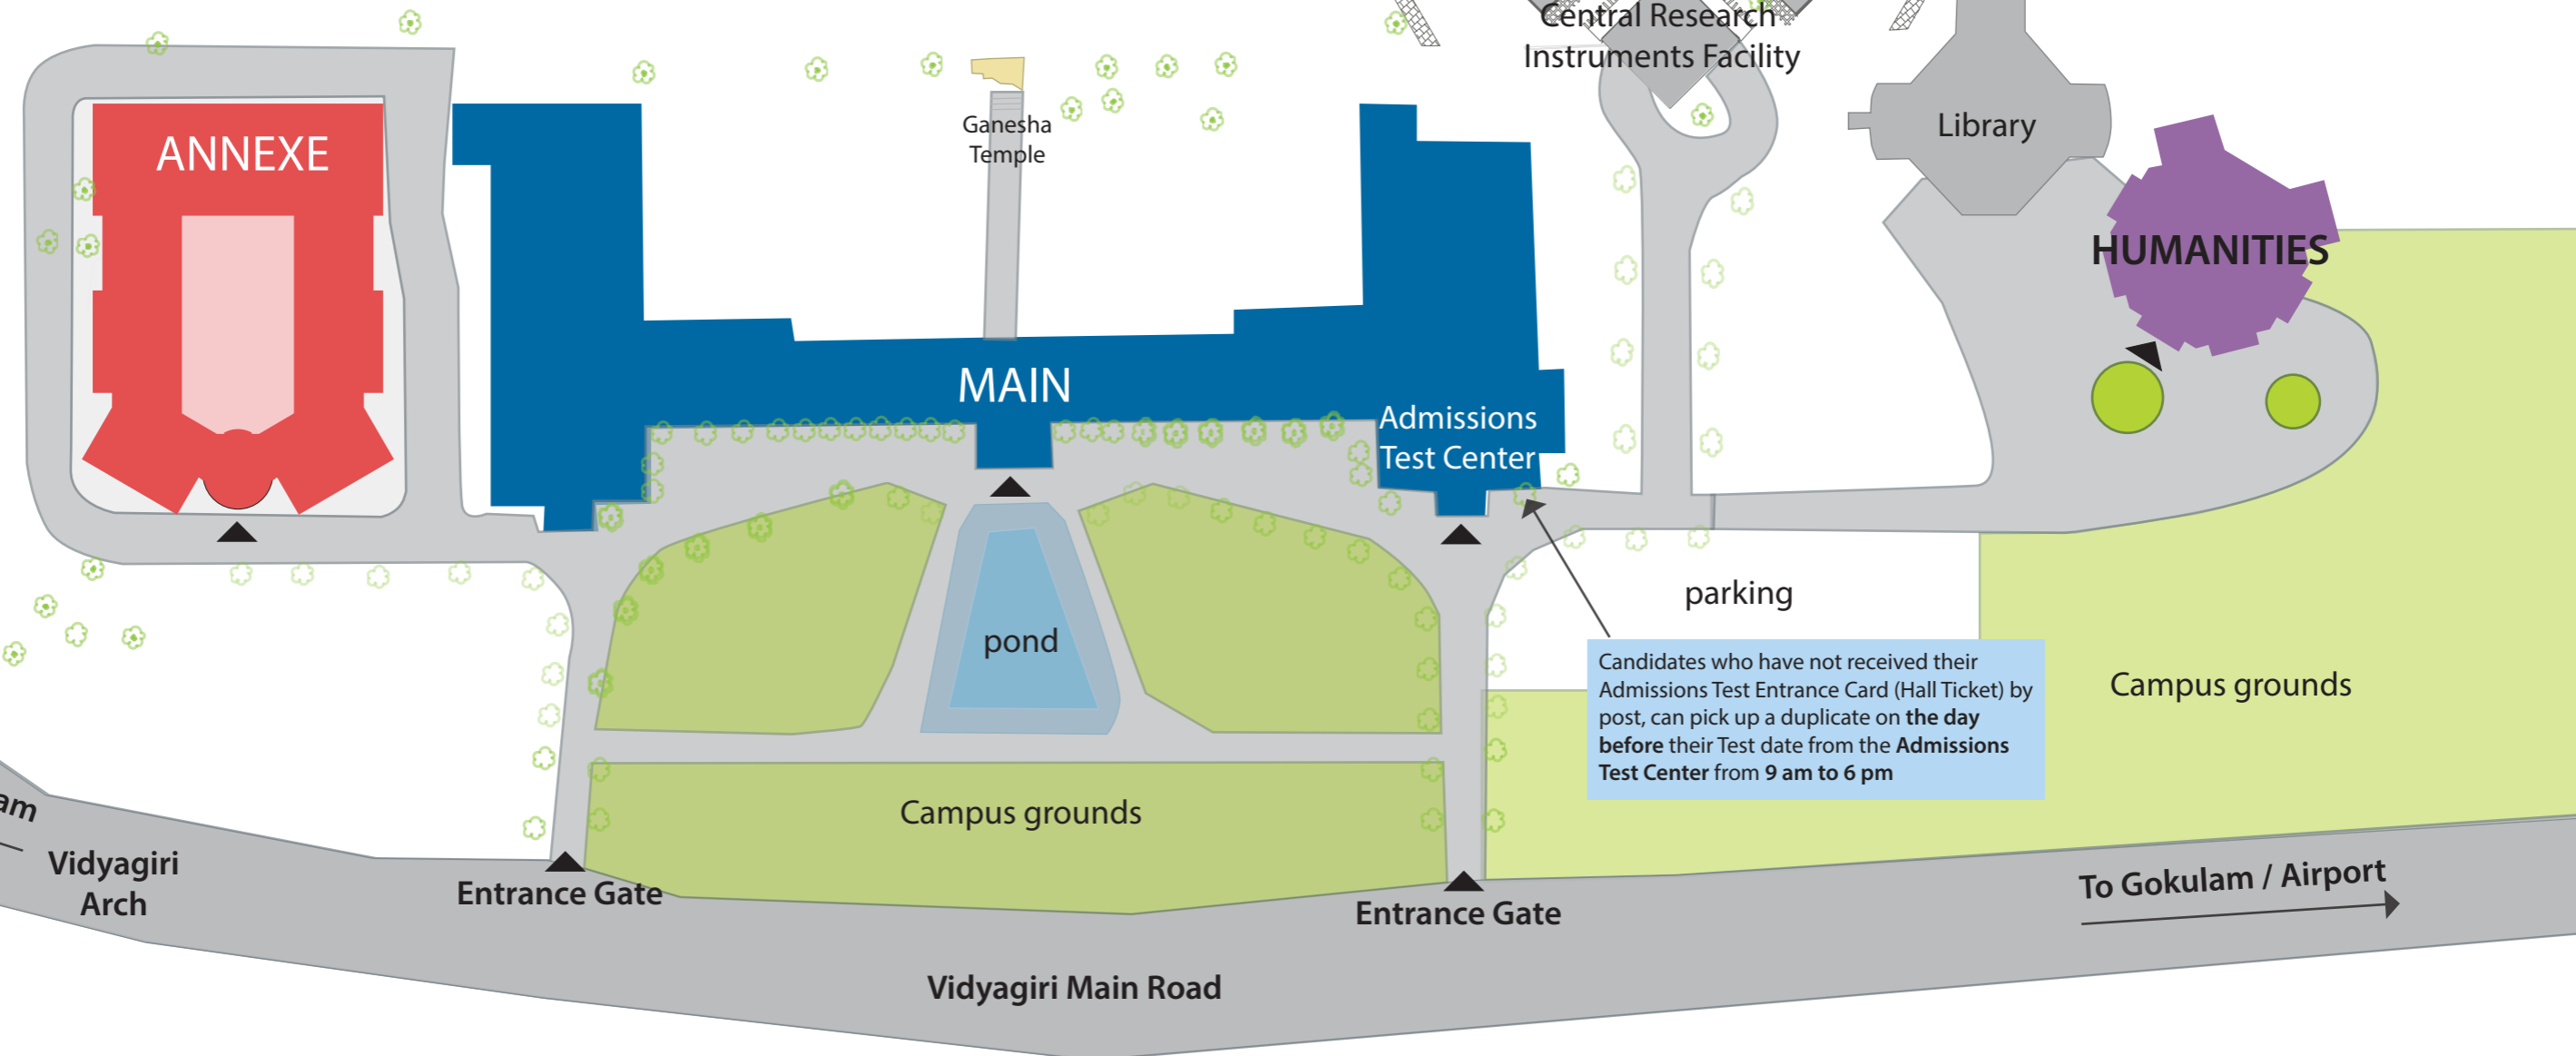 Central Research
Instruments Facility
ANNEXE
Ganesha
Temple
Library
HUMANITIES
MAIN
Admissions
Test Center
parking
pond
Candidates who have not received their
Admissions Test Entrance Card (Hall Ticket) by
post, can pick up a duplicate on the day
before their Test date from the Admissions
Test Center from 9 am to 6 pm
Campus grounds
Campus grounds
Vidyagiri
Arch
Entrance Gate
Entrance Gate
To Gokulam / Airport
Vidyagiri Main Road